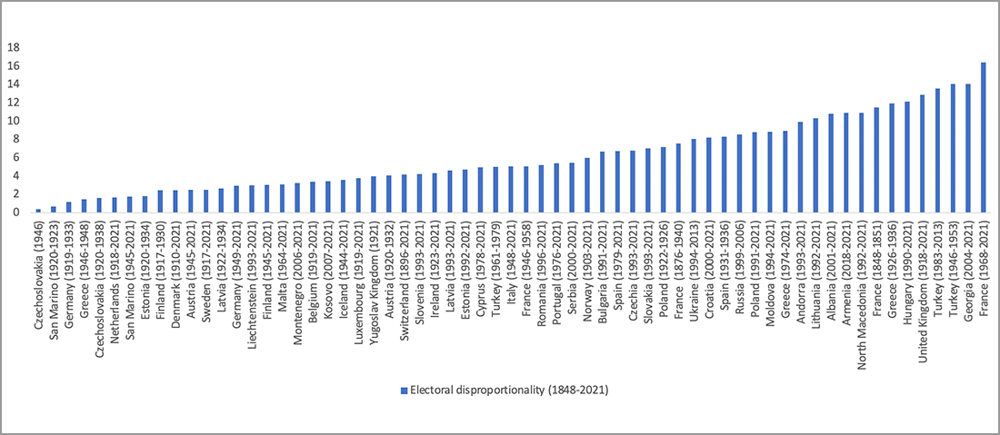 18
16
14
12
10
8
6
4
2
0
Czechoslovakia (1946)
San Marino (1920-1923)
Germany (1919-1933)
Greece (1946-1948)
Czechoslovakia (1920-1938)
Netherlands (1918-2021)
San Marino (1945-2021)
Estonia (1920-1934)
Finland (1917-1930)
Denmark (1910-2021)
Austria (1945-2021)
Sweden (1917-2021)
Latvia (1922-1934)
Germany (1949-2021)
Liechtenstein (1993-2021)
Finland (1945-2021)
Malta (1964-2021)
Montenegro (2006-2021)
Belgium (1919-2021)
Kosovo (2007-2021)
Iceland (1944-2021)
Luxembourg (1919-2021)
Yugoslav Kingdom (1921)
Austria (1920-1932)
Switzerland (1896-2021)
Slovenia (1993-2021)
Ireland (1923-2021)
Latvia (1993-2021)
Estonia (1992-2021)
Cyprus (1978-2021)
Turkey (1961-1979)
Italy (1948-2021)
France (1946-1958)
Romania (1996-2021)
Portugal (1976-2021)
Serbia (2000-2021)
Norway (1903-2021)
Bulgaria (1991-2021)
Spain (1979-2021)
Czechia (1993-2021)
Slovakia (1993-2021)
Poland (1922-1926)
France (1876-1940)
Ukraine (1994-2013)
Croatia (2000-2021)
Spain (1931-1936)
Russia (1999-2006)
Poland (1991-2021)
Moldova (1994-2021)
Greece (1974-2021)
Andorra (1993-2021)
Lithuania (1992-2021)
Albania (2001-2021)
Armenia (2018-2021)
North Macedonia (1992-2021)
France (1848-1851)
Greece (1926-1936)
Hungary (1990-2021)
United Kingdom (1918-2021)
Turkey (1983-2013)
Turkey (1946-1953)
Georgia (2004-2021)
France (1968-2021)
Electoral disproportionality (1848-2021)